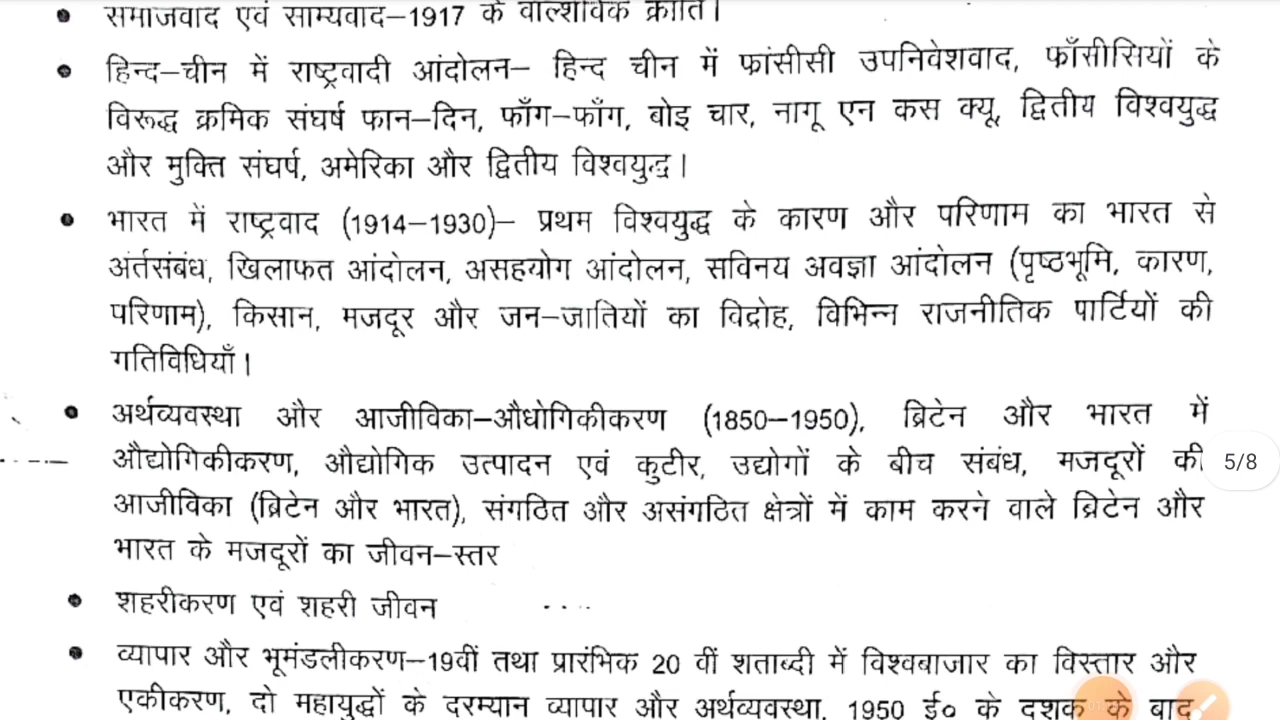 • समाजवाद एवं साम्यवाद–1917 के वोल्शविक क्रांति।
• हिन्द–चीन में राष्ट्रवादी आंदोलन– हिन्द चीन में फांसीसी उपनिवेशवाद, फाँसीसियों के
विरूद्ध क्रमिक संघर्ष फान–दिन, फाँग–फाँग, बोइ चार, नागू एन कस क्यू, द्वितीय विश्वयुद्ध
और मुक्ति संघर्ष, अमेरिका और द्वितीय विश्वयुद्ध।
• भारत में राष्ट्रवाद (1914–1930)– प्रथम विश्वयुद्ध के कारण और परिणाम का भारत से
अंर्तसंबंध, खिलाफत आंदोलन, असहयोग आंदोलन, सविनय अवज्ञा आंदोलन (पृष्ठभूमि, कारण,
परिणाम), किसान, मजदूर और जन–जातियों का विद्रोह, विभिन्न राजनीतिक पार्टियों की
गतिविधियाँ।
• अर्थव्यवस्था और आजीविका–औधोगिकीकरण (1850–1950), ब्रिटेन और भारत में
औद्योगिकीकरण, औद्योगिक उत्पादन एवं कुटीर, उद्योगों के बीच संबंध, मजदूरों की
5/8
आजीविका (ब्रिटेन और भारत), संगठित और असंगठित क्षेत्रों में काम करने वाले ब्रिटेन और
भारत के मजदूरों का जीवन–स्तर
• शहरीकरण एवं शहरी जीवन
• व्यापार और भूमंडलीकरण–19वीं तथा प्रारंभिक 20 वीं शताब्दी में विश्वबाजार का विस्तार और
एकीकरण, दो महायुद्धों के दरम्यान व्यापार और अर्थव्यवस्था, 1950 ई० के दशक के बाद